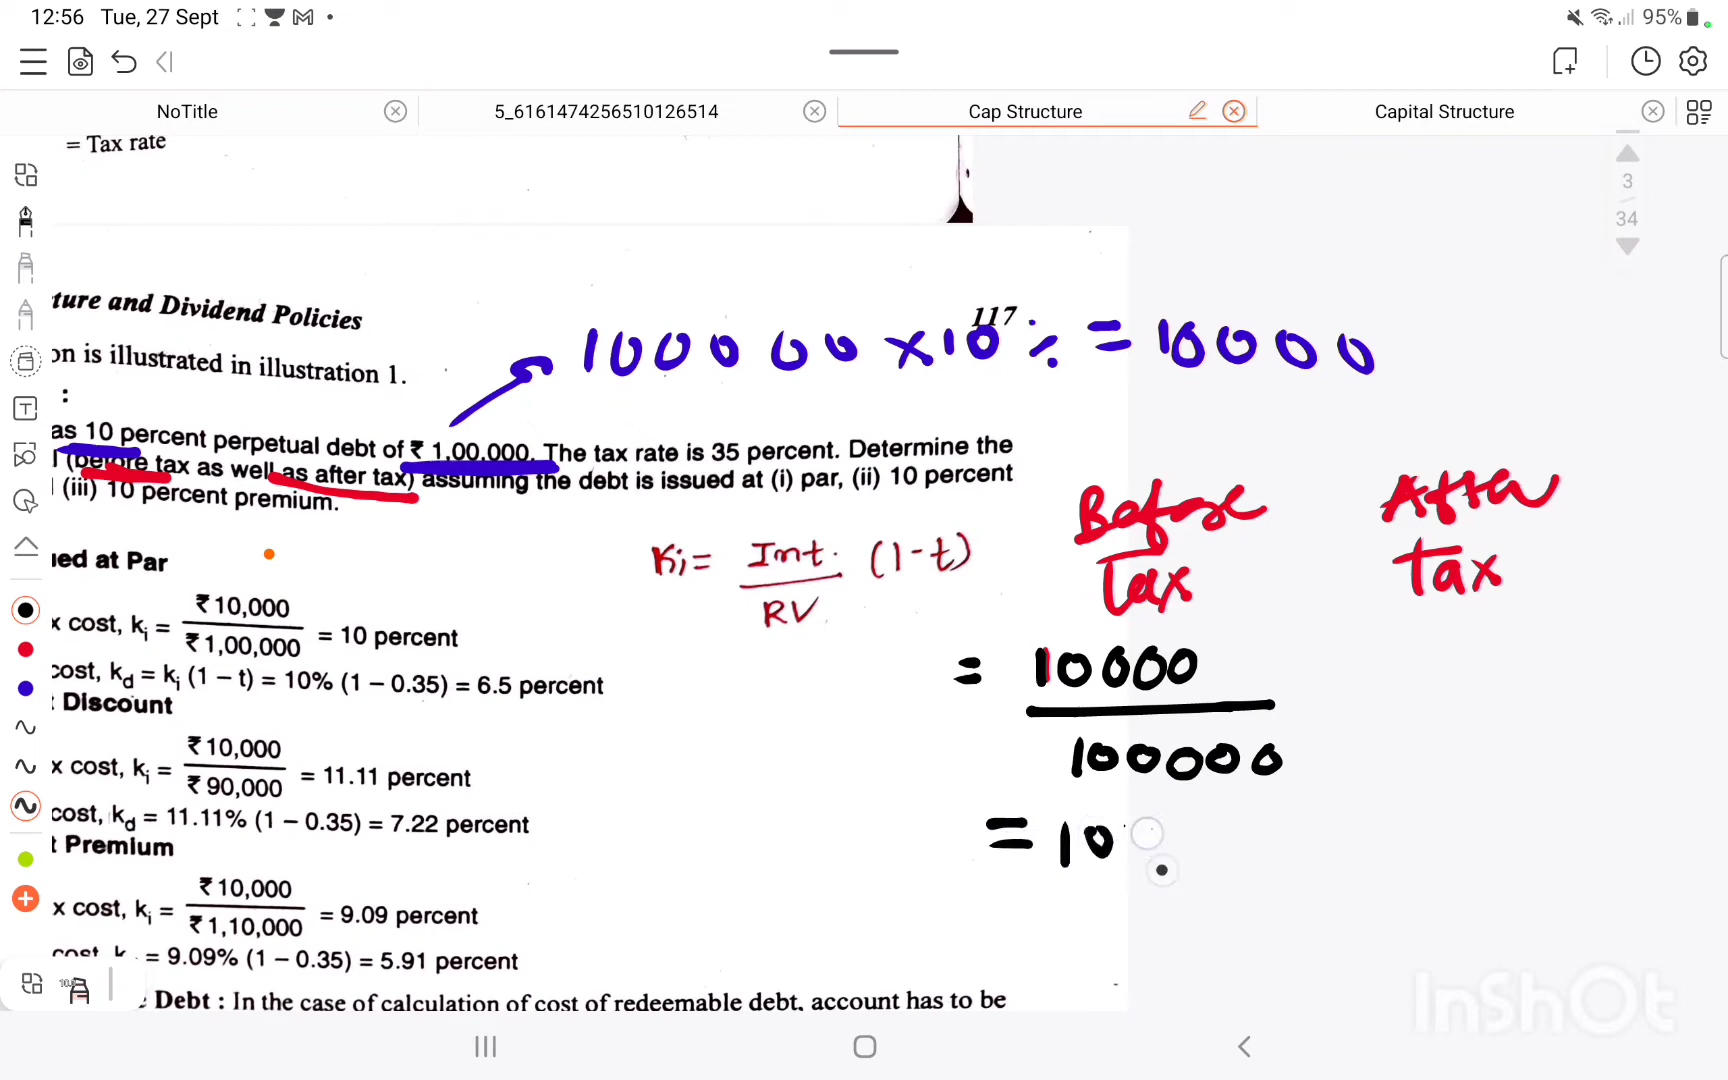 12:56 Tue, 27 Sept
95%
NoTitle
5_6161474256510126514
Cap Structure
Capital Structure
= Tax rate
3
34
ture and Dividend Policies
117
100000 × 10 % = 10000
on is illustrated in illustration 1.
:
as 10 percent perpetual debt of ₹ 1,00,000. The tax rate is 35 percent. Determine the
(before tax as well as after tax) assuming the debt is issued at (i) par, (ii) 10 percent
(iii) 10 percent premium.
Before Tax
After tax
Ki = Int. / RV (1-t)
ued at Par
x cost, ki = ₹ 10,000 / ₹ 1,00,000 = 10 percent
= 10000 / 100000
cost, kd = ki (1 – t) = 10% (1 – 0.35) = 6.5 percent
t Discount
x cost, ki = ₹ 10,000 / ₹ 90,000 = 11.11 percent
= 10
cost, kd = 11.11% (1 – 0.35) = 7.22 percent
t Premium
x cost, ki = ₹ 10,000 / ₹ 1,10,000 = 9.09 percent
cost, k = 9.09% (1 – 0.35) = 5.91 percent
Debt : In the case of calculation of cost of redeemable debt, account has to be
InShOt